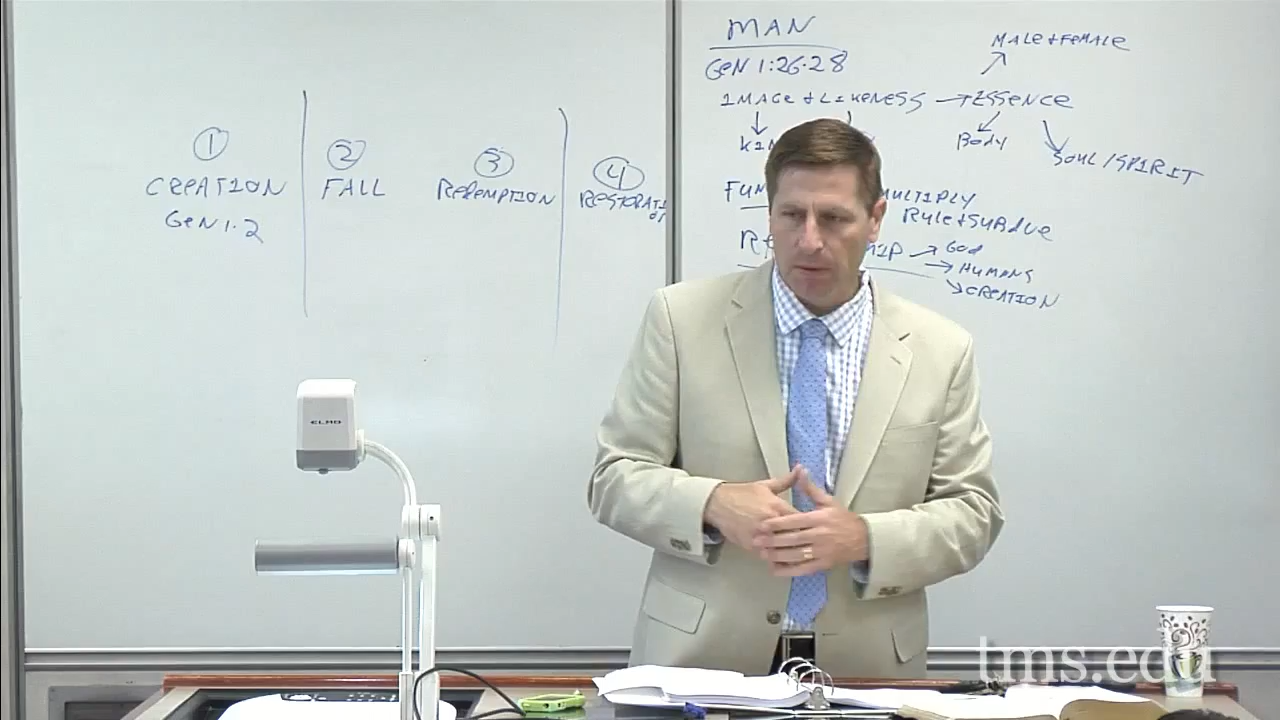 ①
CREATION
GEN 1-2
②
FALL
③
REDEMPTION
④
RESTORATI
on
MAN
GEN 1:26-28
IMAGE & LIKENESS → ESSENCE
MALE & FEMALE
BODY
SOUL/SPIRIT
MULTIPLY
RULE & SUBDUE
→ GOD
→ HUMANS
→ CREATION
ELMO
tms.edu